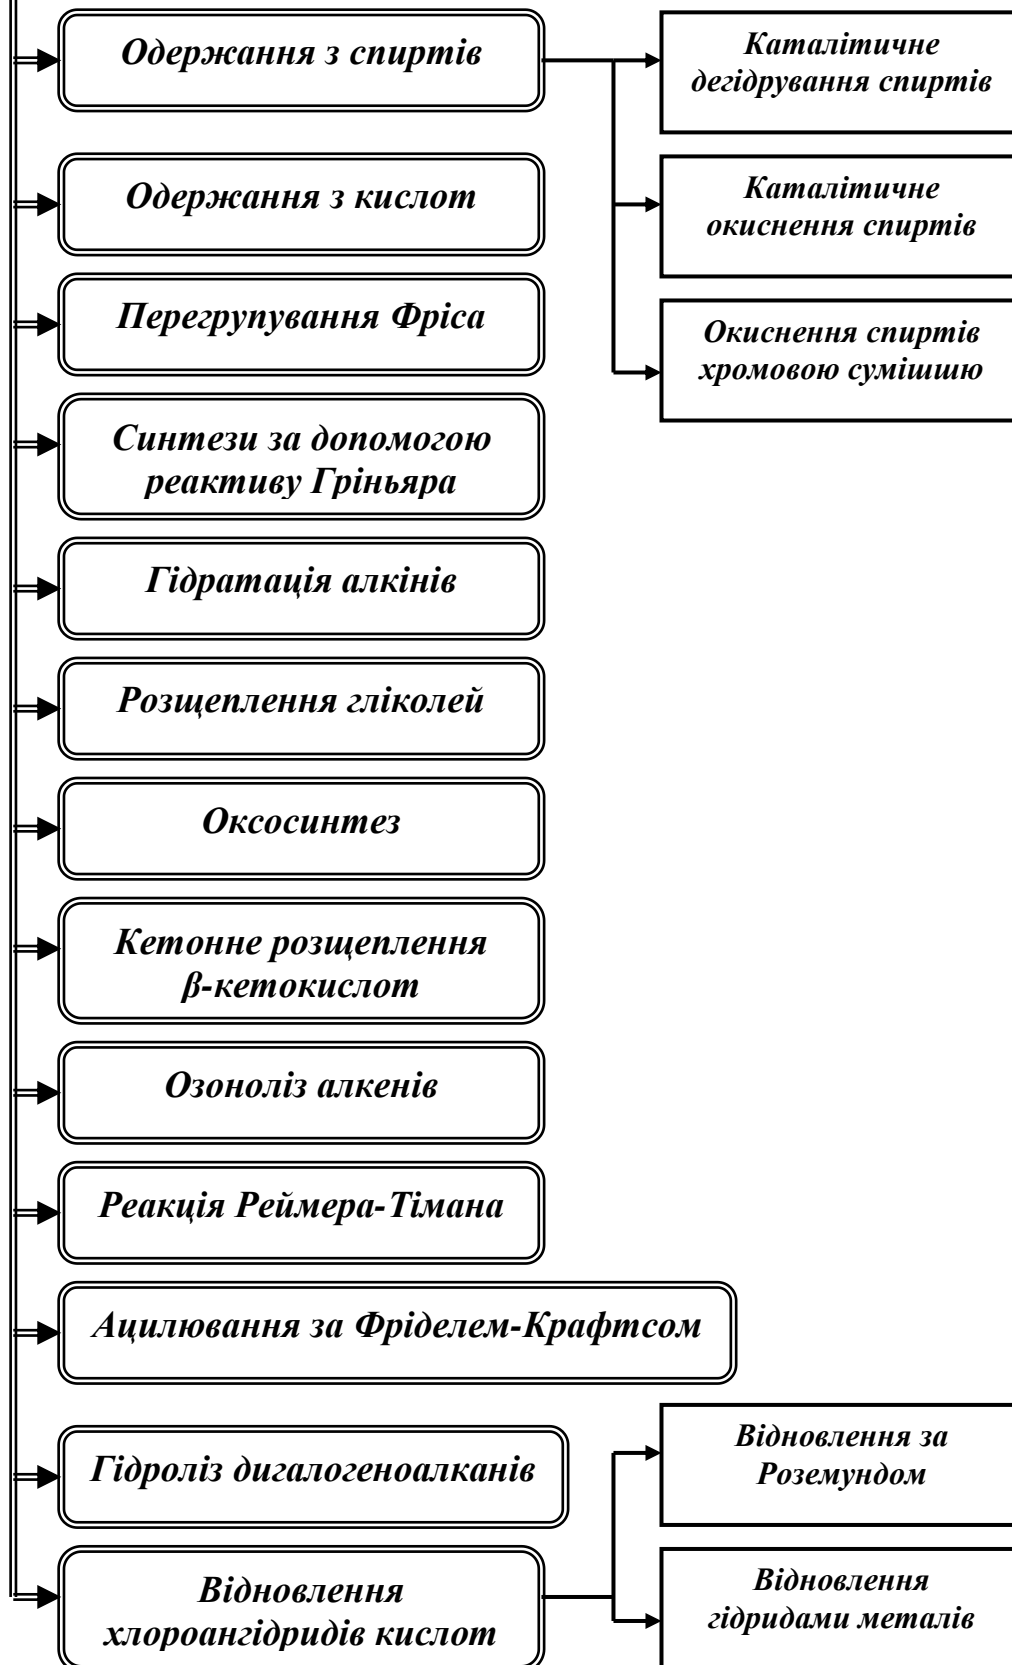 Одержання з спиртів
Каталітичне
дегідрування спиртів
Одержання з кислот
Каталітичне
окиснення спиртів
Перегрупування Фріса
Окиснення спиртів
хромовою сумішшю
Синтези за допомогою
реактиву Гріньяра
Гідратація алкінів
Розщеплення гліколей
Оксосинтез
Кетонне розщеплення
β-кетокислот
Озоноліз алкенів
Реакція Реймера-Тімана
Ацилювання за Фріделем-Крафтсом
Гідроліз дигалогеноалканів
Відновлення за
Роземундом
Відновлення
хлороангідридів кислот
Відновлення
гідридами металів